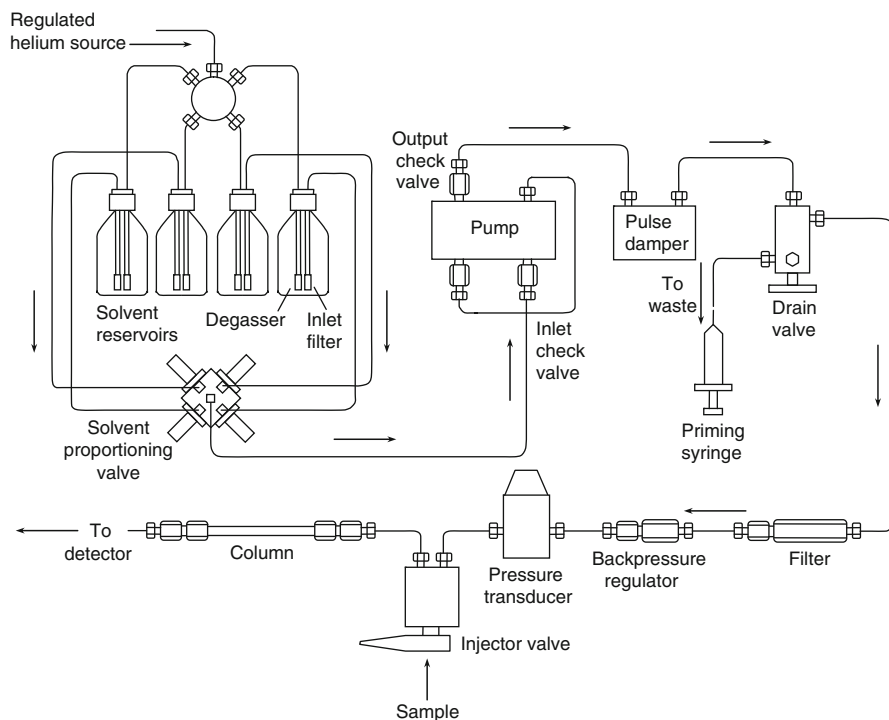 Regulated
helium source
Output
check
valve
Pump
Pulse
damper
To
waste
Drain
valve
Solvent
reservoirs
Degasser
Inlet
filter
Inlet
check
valve
Priming
syringe
Solvent
proportioning
valve
To
detector
Column
Pressure
transducer
Backpressure
regulator
Filter
Injector valve
Sample